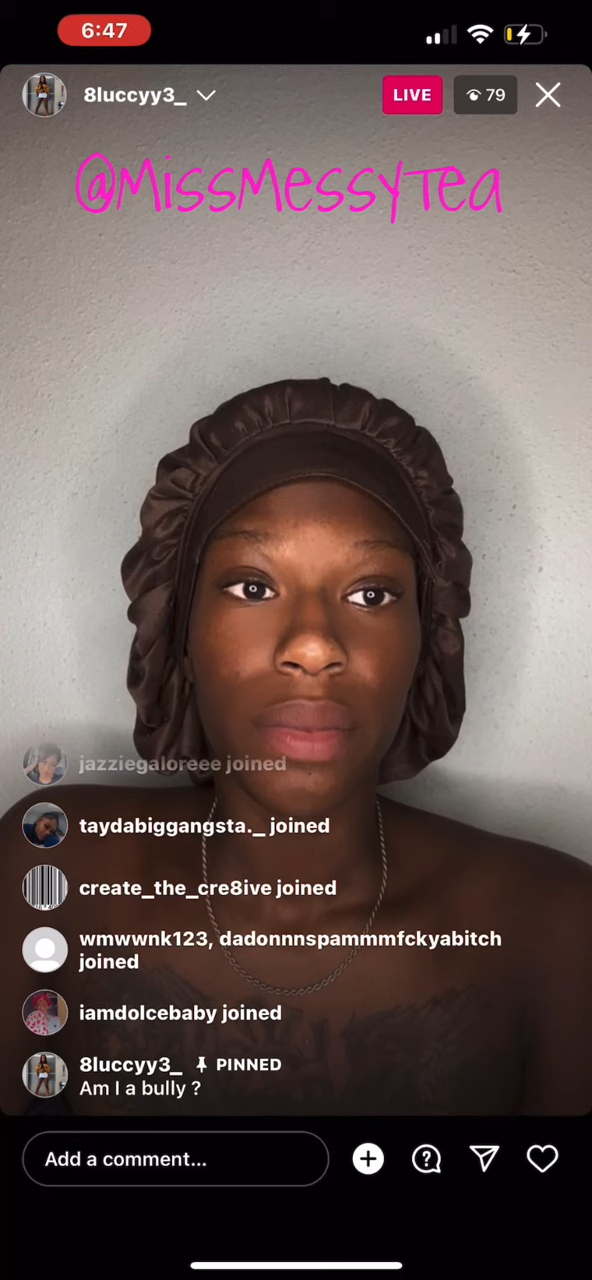 6:47
8luccyy3_
LIVE
79
@MissMessyTea
jazziegaloreee joined
taydabiggangsta._ joined
create_the_cre8ive joined
wmwwnk123, dadonnnspammmfckyabitch
joined
iamdolcebaby joined
8luccyy3_ PINNED
Am I a bully ?
Add a comment...